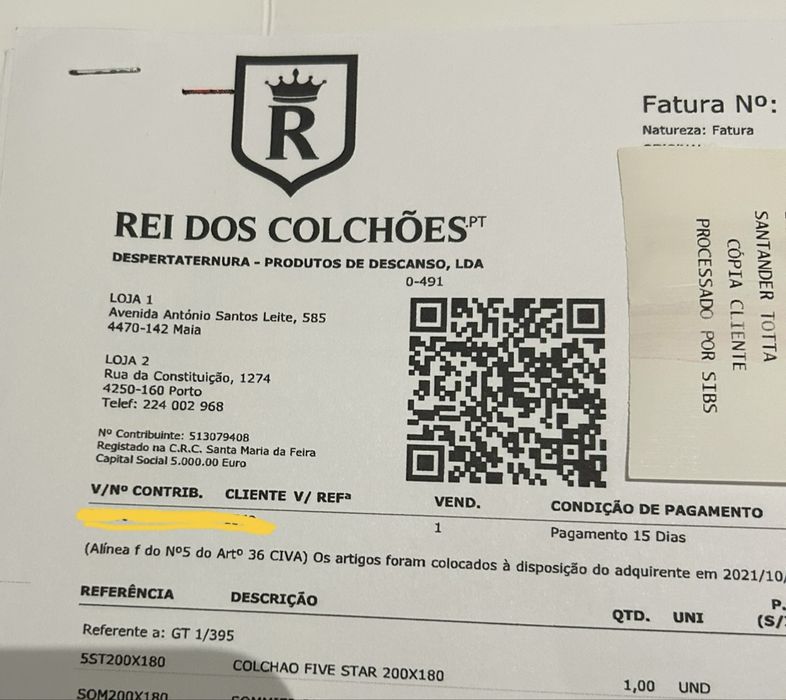 R
REI DOS COLCHÕES.PT
DESPERTATERNURA - PRODUTOS DE DESCANSO, LDA
0-491
LOJA 1
Avenida António Santos Leite, 585
4470-142 Maia
LOJA 2
Rua da Constituição, 1274
4250-160 Porto
Telef: 224 002 968
Nº Contribuinte: 513079408
Registado na C.R.C. Santa Maria da Feira
Capital Social 5.000.00 Euro
Fatura Nº:
Natureza: Fatura
SANTANDER TOTTA
CÓPIA CLIENTE
PROCESSADO POR SIBS
V/Nº CONTRIB. CLIENTE V/ REFª VEND. CONDIÇÃO DE PAGAMENTO
1 Pagamento 15 Dias
(Alínea f do Nº5 do Artº 36 CIVA) Os artigos foram colocados à disposição do adquirente em 2021/10/
REFERÊNCIA DESCRIÇÃO QTD. UNI P.
(S/
Referente a: GT 1/395
5ST200X180 COLCHAO FIVE STAR 200X180 1,00 UND
SOM200X180